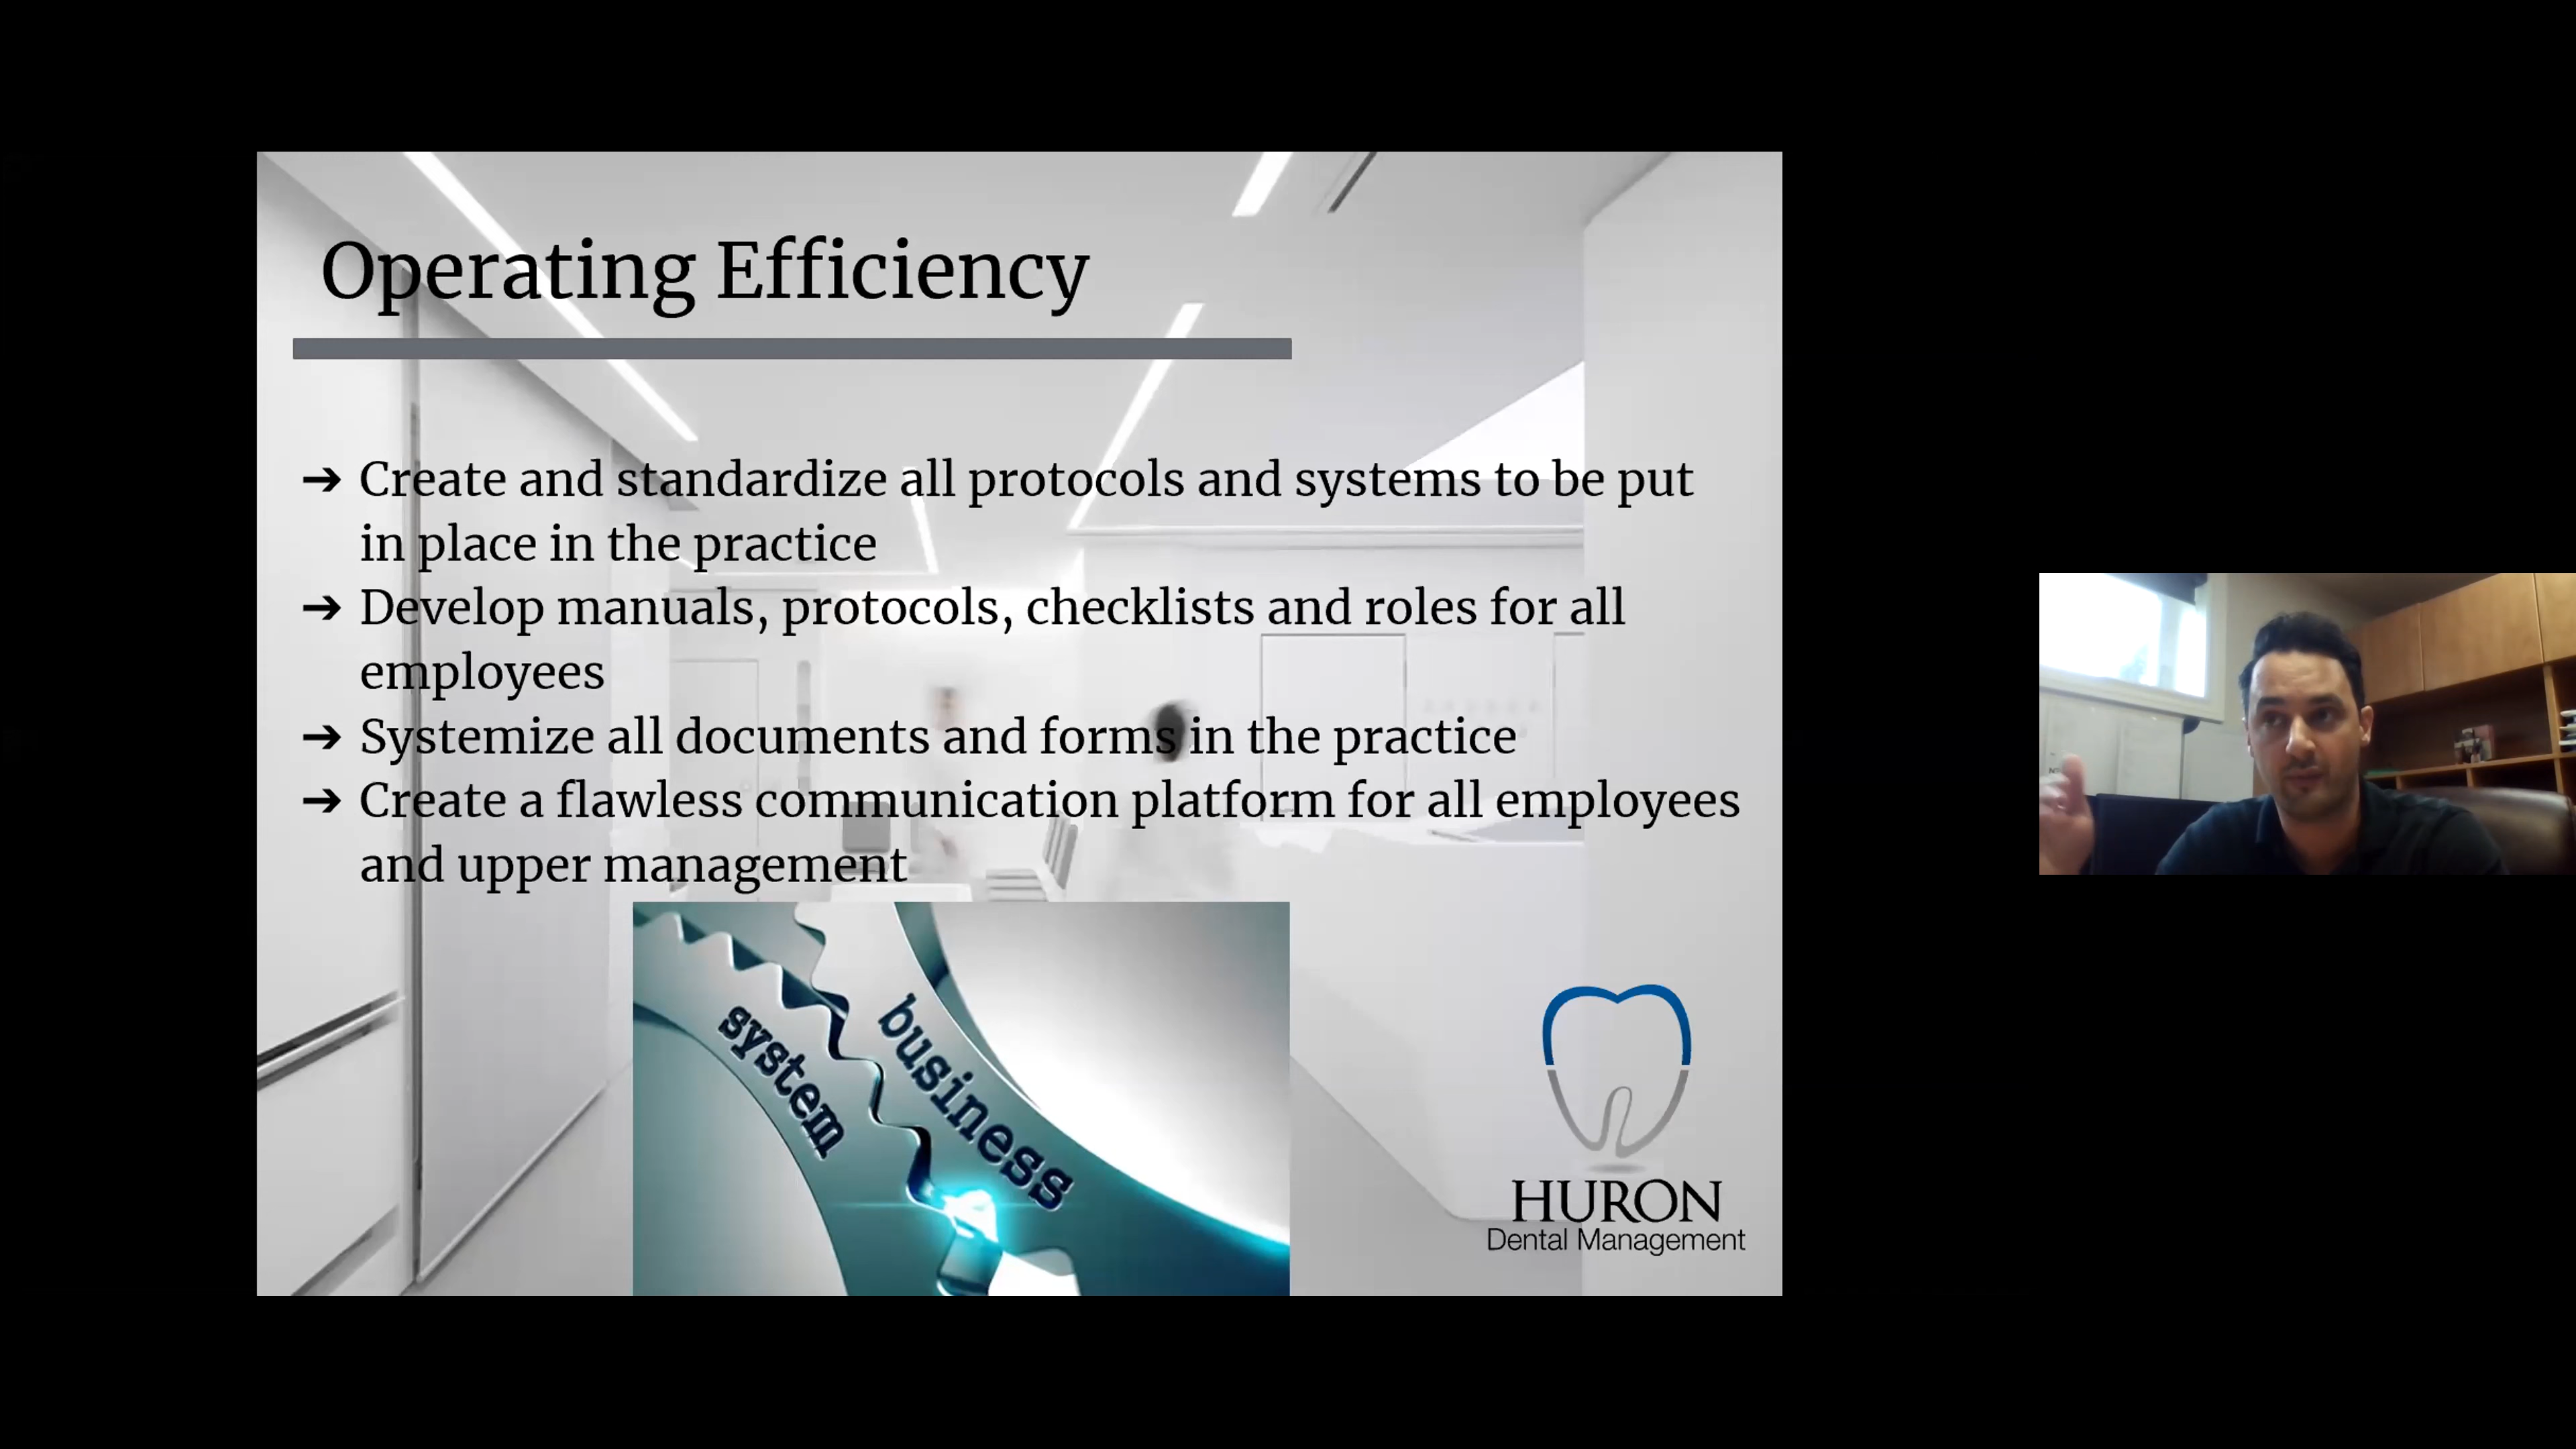 Operating Efficiency
➔ Create and standardize all protocols and systems to be put
in place in the practice
➔ Develop manuals, protocols, checklists and roles for all
employees
➔ Systemize all documents and forms in the practice
➔ Create a flawless communication platform for all employees
and upper management
system
business
HURON
Dental Management